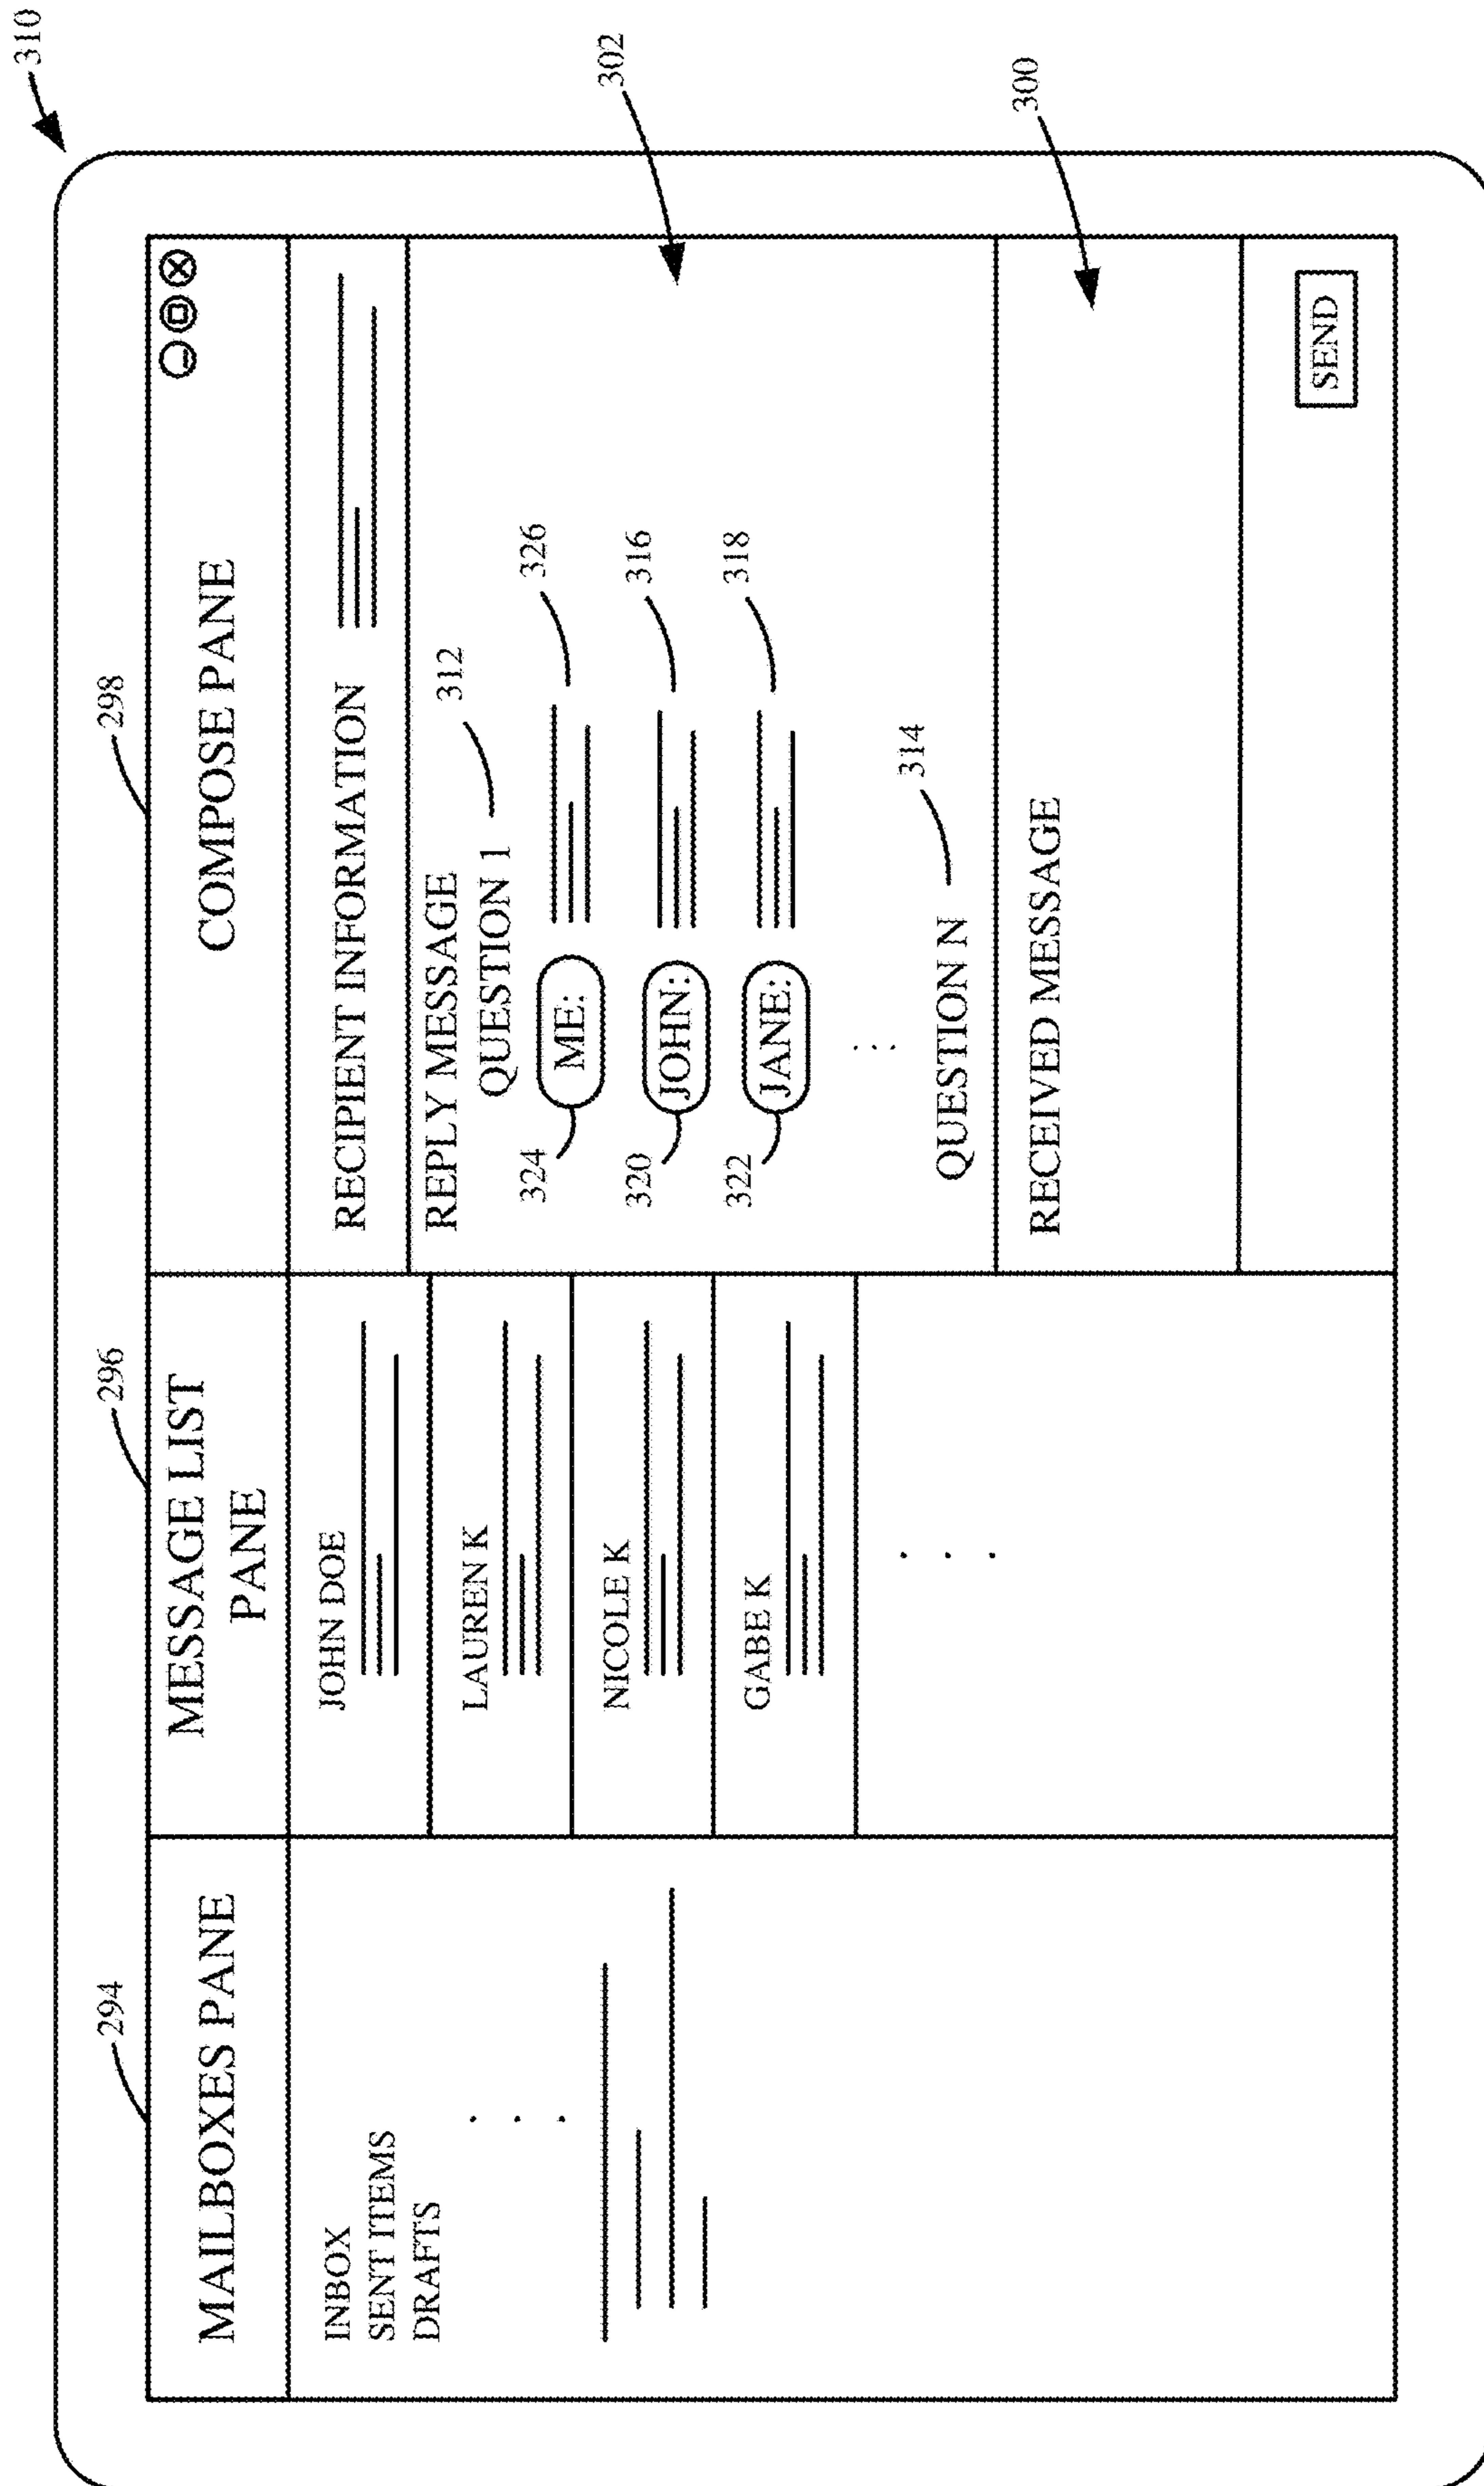 310
294
296
298
MAILBOXES PANE
INBOX
SENT ITEMS
DRAFTS
MESSAGE LIST
PANE
JOHN DOE
LAUREN K
NICOLE K
GABE K
COMPOSE PANE
RECIPIENT INFORMATION
REPLY MESSAGE
312
QUESTION 1
324
ME:
326
302
320
JOHN:
316
322
JANE:
318
314
QUESTION N
RECEIVED MESSAGE
300
SEND